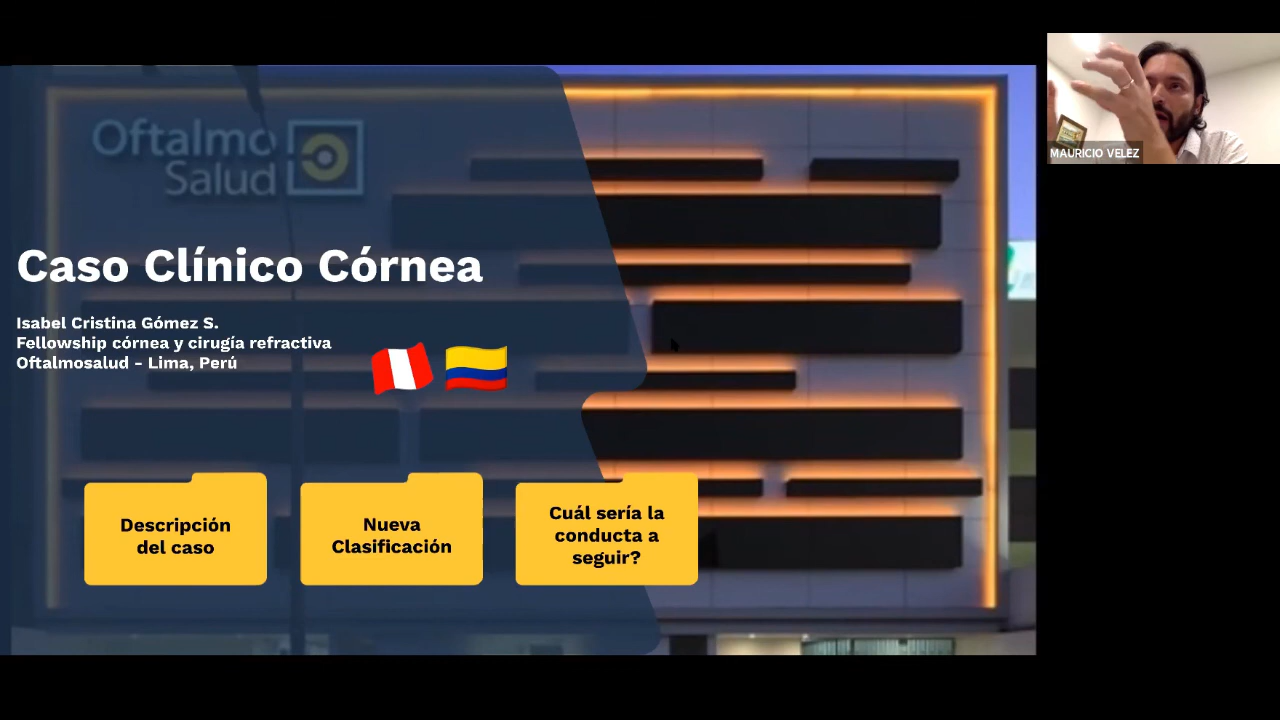 Oftalmo
Salud
Caso Clínico Córnea
Isabel Cristina Gómez S.
Fellowship córnea y cirugía refractiva
Oftalmosalud - Lima, Perú
Descripción
del caso
Nueva
Clasificación
Cuál sería la
conducta a
seguir?
MAURICIO VELEZ